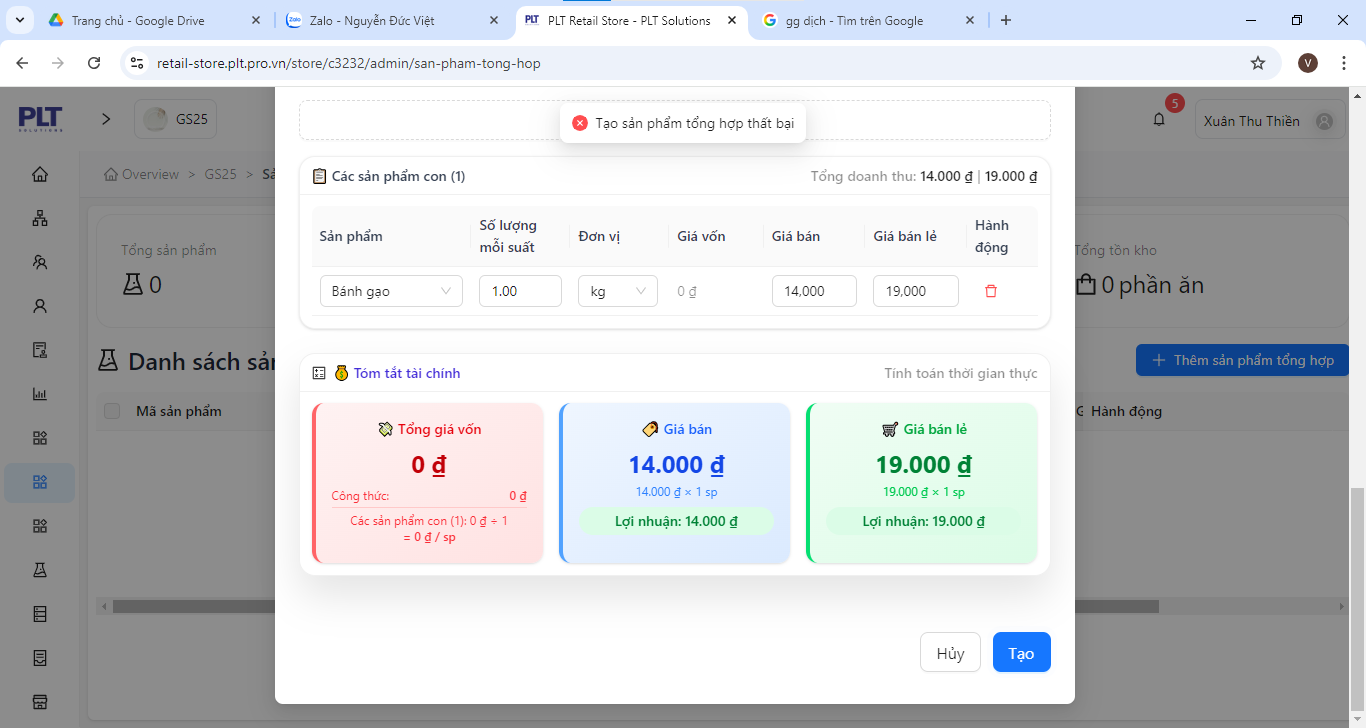 Trang chủ - Google Drive
Zalo - Nguyễn Đức Việt
PLT PLT Retail Store - PLT Solutions
gg dịch - Tìm trên Google
retail-store.plt.pro.vn/store/c3232/admin/san-pham-tong-hop
V
PLT
SOLUTIONS
GS25
5
Xuân Thu Thiền
Tạo sản phẩm tổng hợp thất bại
Overview > GS25 >
Các sản phẩm con (1)
Tổng doanh thu: 14.000 ₫ | 19.000 ₫
Sản phẩm
Số lượng
mỗi suất
Đơn vị
Giá vốn
Giá bán
Giá bán lẻ
Hành
động
Bánh gạo
1.00
kg
0 ₫
14,000
19,000
Tổng sản phẩm
0
Tổng tồn kho
0 phần ăn
Danh sách
Thêm sản phẩm tổng hợp
Mã sản phẩm
Hành động
Tóm tắt tài chính
Tính toán thời gian thực
Tổng giá vốn
0 ₫
Công thức: 0 ₫
Các sản phẩm con (1): 0 ₫ ÷ 1
= 0 ₫ / sp
Giá bán
14.000 ₫
14.000 ₫ × 1 sp
Lợi nhuận: 14.000 ₫
Giá bán lẻ
19.000 ₫
19.000 ₫ × 1 sp
Lợi nhuận: 19.000 ₫
Hủy
Tạo